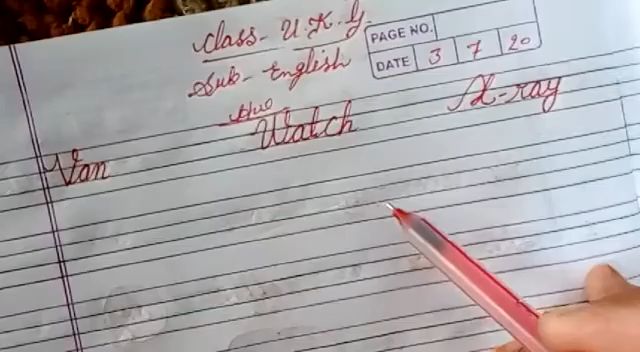 Class- U.K.G.
PAGE NO.
Sub- English
DATE 3 7 20
Van Watch X-ray